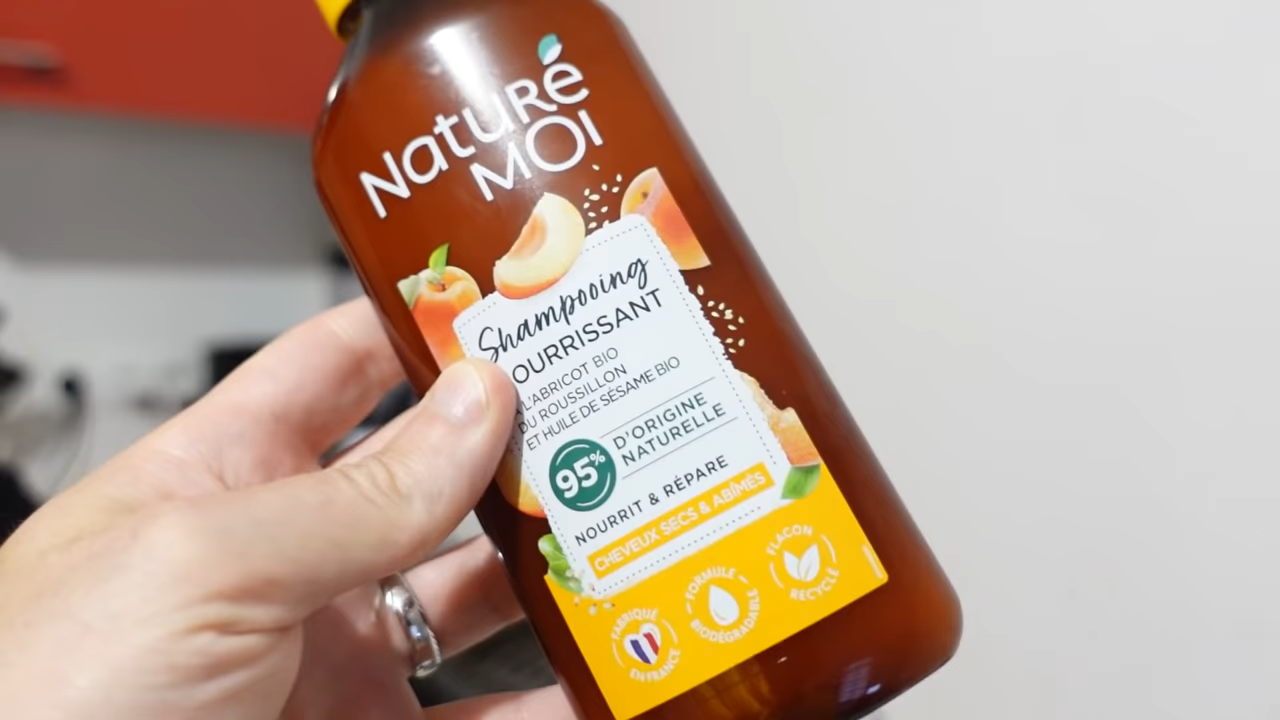 Naturé
MOI
Shampooing
OURRISSANT
L'ABRICOT BIO
DU ROUSSILLON
ET HUILE DE SÉSAME BIO
95%
D'ORIGINE
NATURELLE
NOURRIT & RÉPARE
CHEVEUX SECS & ABÎMÉS
FABRIQUÉ
EN FRANCE
FORMULE
BIODÉGRADABLE
FLACON
RECYCLÉ